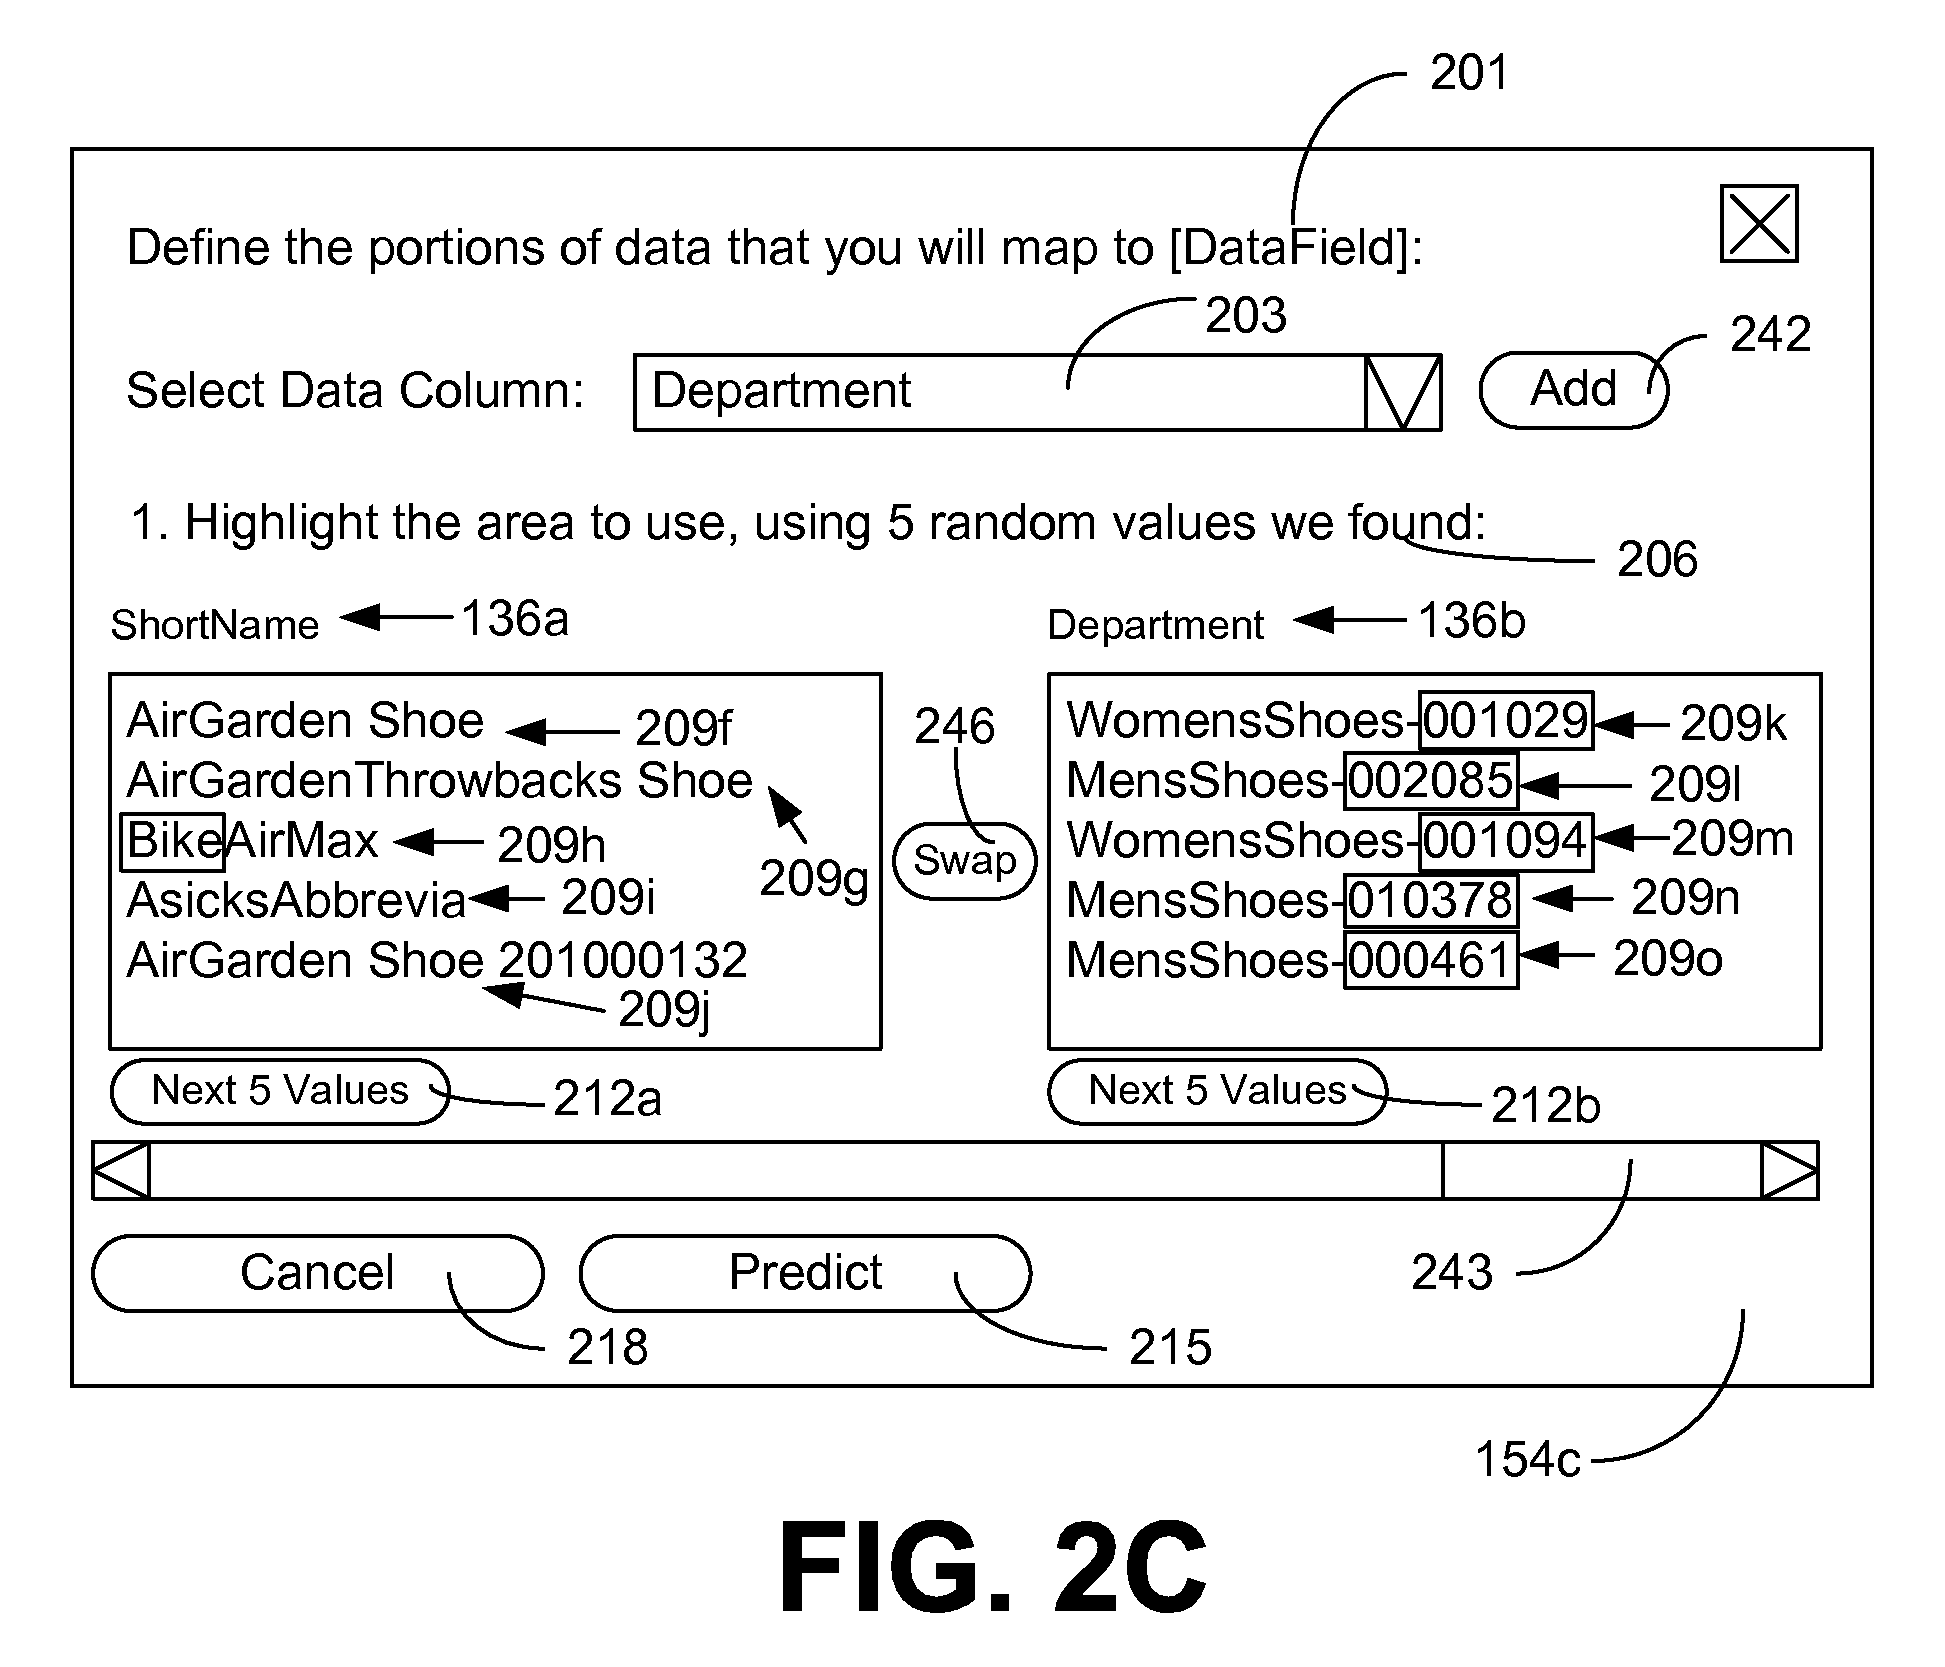 201
Define the portions of data that you will map to [DataField]:
203
242
Select Data Column: Department Add
1. Highlight the area to use, using 5 random values we found:
206
ShortName 136a
AirGarden Shoe 209f
AirGardenThrowbacks Shoe
BikeAirMax 209h
209g
AsicksAbbrevia 209i
AirGarden Shoe 201000132
209j
Next 5 Values 212a
246
Swap
Department 136b
WomensShoes-001029 209k
MensShoes-002085 209l
WomensShoes-001094 209m
MensShoes-010378 209n
MensShoes-000461 209o
Next 5 Values 212b
243
Cancel Predict
218 215
154c
FIG. 2C